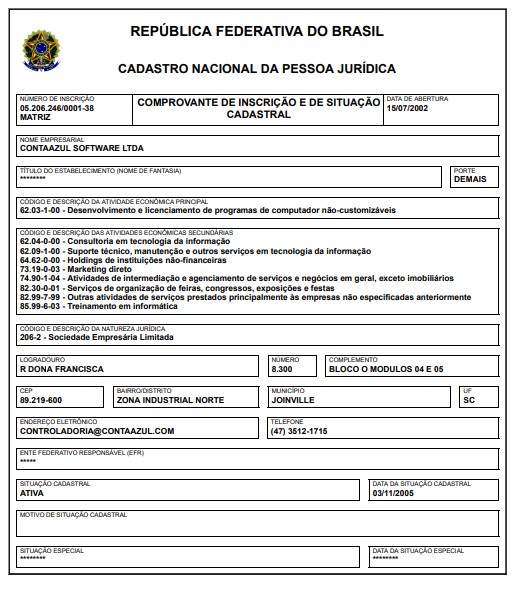 REPÚBLICA FEDERATIVA DO BRASIL
CADASTRO NACIONAL DA PESSOA JURÍDICA
NÚMERO DE INSCRIÇÃO
05.206.246/0001-38
MATRIZ
COMPROVANTE DE INSCRIÇÃO E DE SITUAÇÃO
CADASTRAL
DATA DE ABERTURA
15/07/2002
NOME EMPRESARIAL
CONTAAZUL SOFTWARE LTDA
TÍTULO DO ESTABELECIMENTO (NOME DE FANTASIA)
********
PORTE
DEMAIS
CÓDIGO E DESCRIÇÃO DA ATIVIDADE ECONÔMICA PRINCIPAL
62.03-1-00 - Desenvolvimento e licenciamento de programas de computador não-customizáveis
CÓDIGO E DESCRIÇÃO DAS ATIVIDADES ECONÔMICAS SECUNDÁRIAS
62.04-0-00 - Consultoria em tecnologia da informação
62.09-1-00 - Suporte técnico, manutenção e outros serviços em tecnologia da informação
64.62-0-00 - Holdings de instituições não-financeiras
73.19-0-03 - Marketing direto
74.90-1-04 - Atividades de intermediação e agenciamento de serviços e negócios em geral, exceto imobiliários
82.30-0-01 - Serviços de organização de feiras, congressos, exposições e festas
82.99-7-99 - Outras atividades de serviços prestados principalmente às empresas não especificadas anteriormente
85.99-6-03 - Treinamento em informática
CÓDIGO E DESCRIÇÃO DA NATUREZA JURÍDICA
206-2 - Sociedade Empresária Limitada
LOGRADOURO
R DONA FRANCISCA
NÚMERO
8.300
COMPLEMENTO
BLOCO O MODULOS 04 E 05
CEP
89.219-600
BAIRRO/DISTRITO
ZONA INDUSTRIAL NORTE
MUNICÍPIO
JOINVILLE
UF
SC
ENDEREÇO ELETRÔNICO
CONTROLADORIA@CONTAAZUL.COM
TELEFONE
(47) 3512-1715
ENTE FEDERATIVO RESPONSÁVEL (EFR)
*****
SITUAÇÃO CADASTRAL
ATIVA
DATA DA SITUAÇÃO CADASTRAL
03/11/2005
MOTIVO DE SITUAÇÃO CADASTRAL
SITUAÇÃO ESPECIAL
********
DATA DA SITUAÇÃO ESPECIAL
********